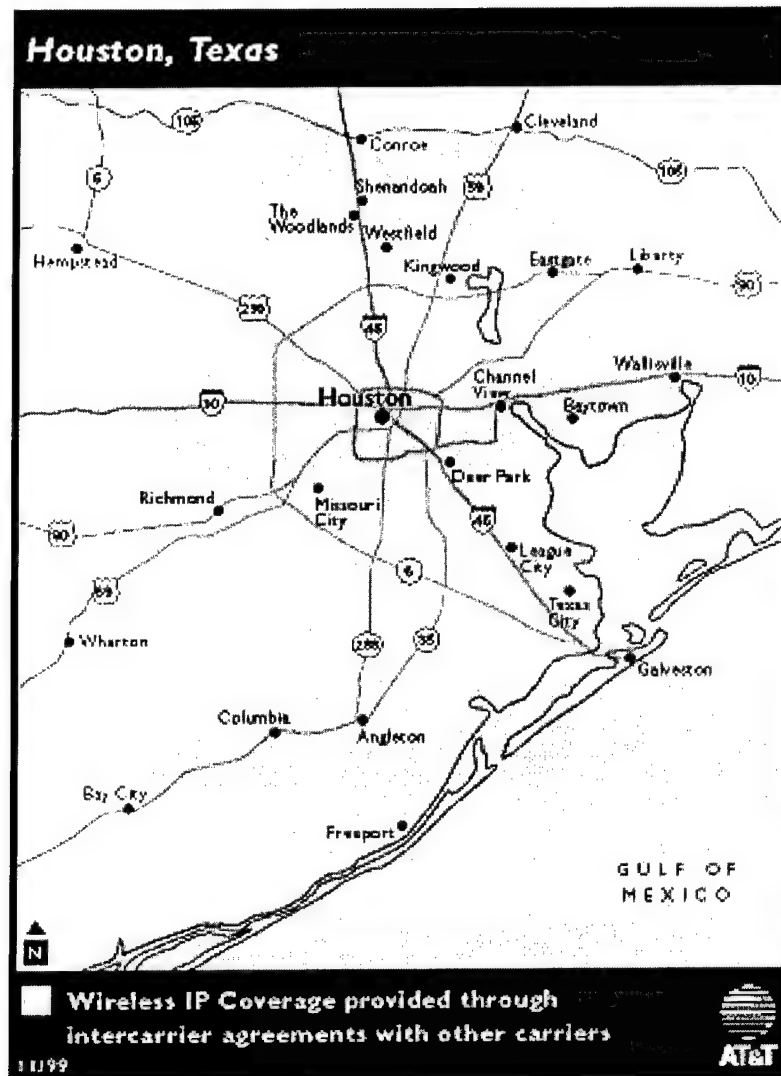 Houston, Texas
105
Conroe
Cleveland
6
Shenandoah
59
105
The
Woodlands
Westfield
Hempstead
Kingwood
Eastgate
Liberty
290
90
45
Wallisville
Channel
View
10
Houston
Baytown
Deer Park
Richmond
Missouri
City
45
90
League
City
6
59
Texas
City
Wharton
288
35
Galveston
Columbia
Angleton
Bay City
Freeport
GULF OF
MEXICO
N
Wireless IP Coverage provided through
intercarrier agreements with other carriers
AT&T
11/99